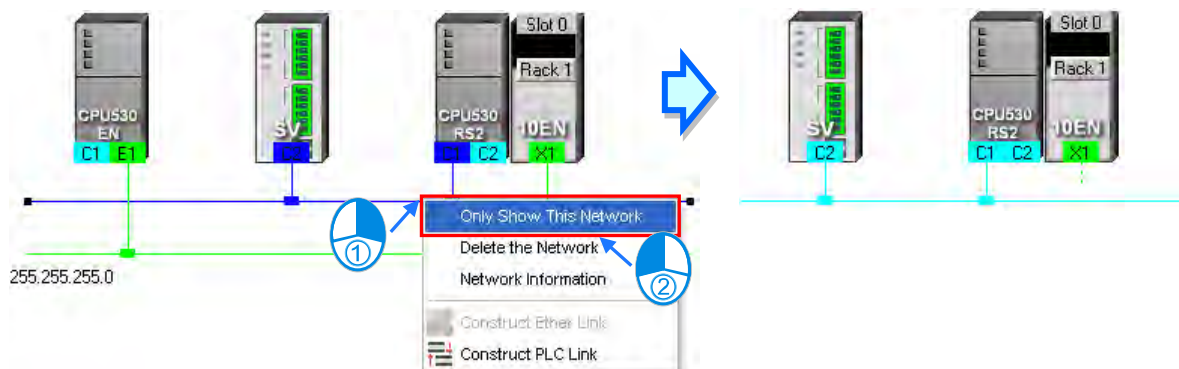 CPU530
EN
C1 E1
SV
C2
Slot 0
Rack 1
CPU530
RS2
10EN
C1 C2 X1
255.255.255.0
①
Only Show This Network
Delete the Network
Network Information
②
Construct Ether Link
Construct PLC Link
SV
C2
Slot 0
Rack 1
CPU530
RS2
10EN
C1 C2 X1